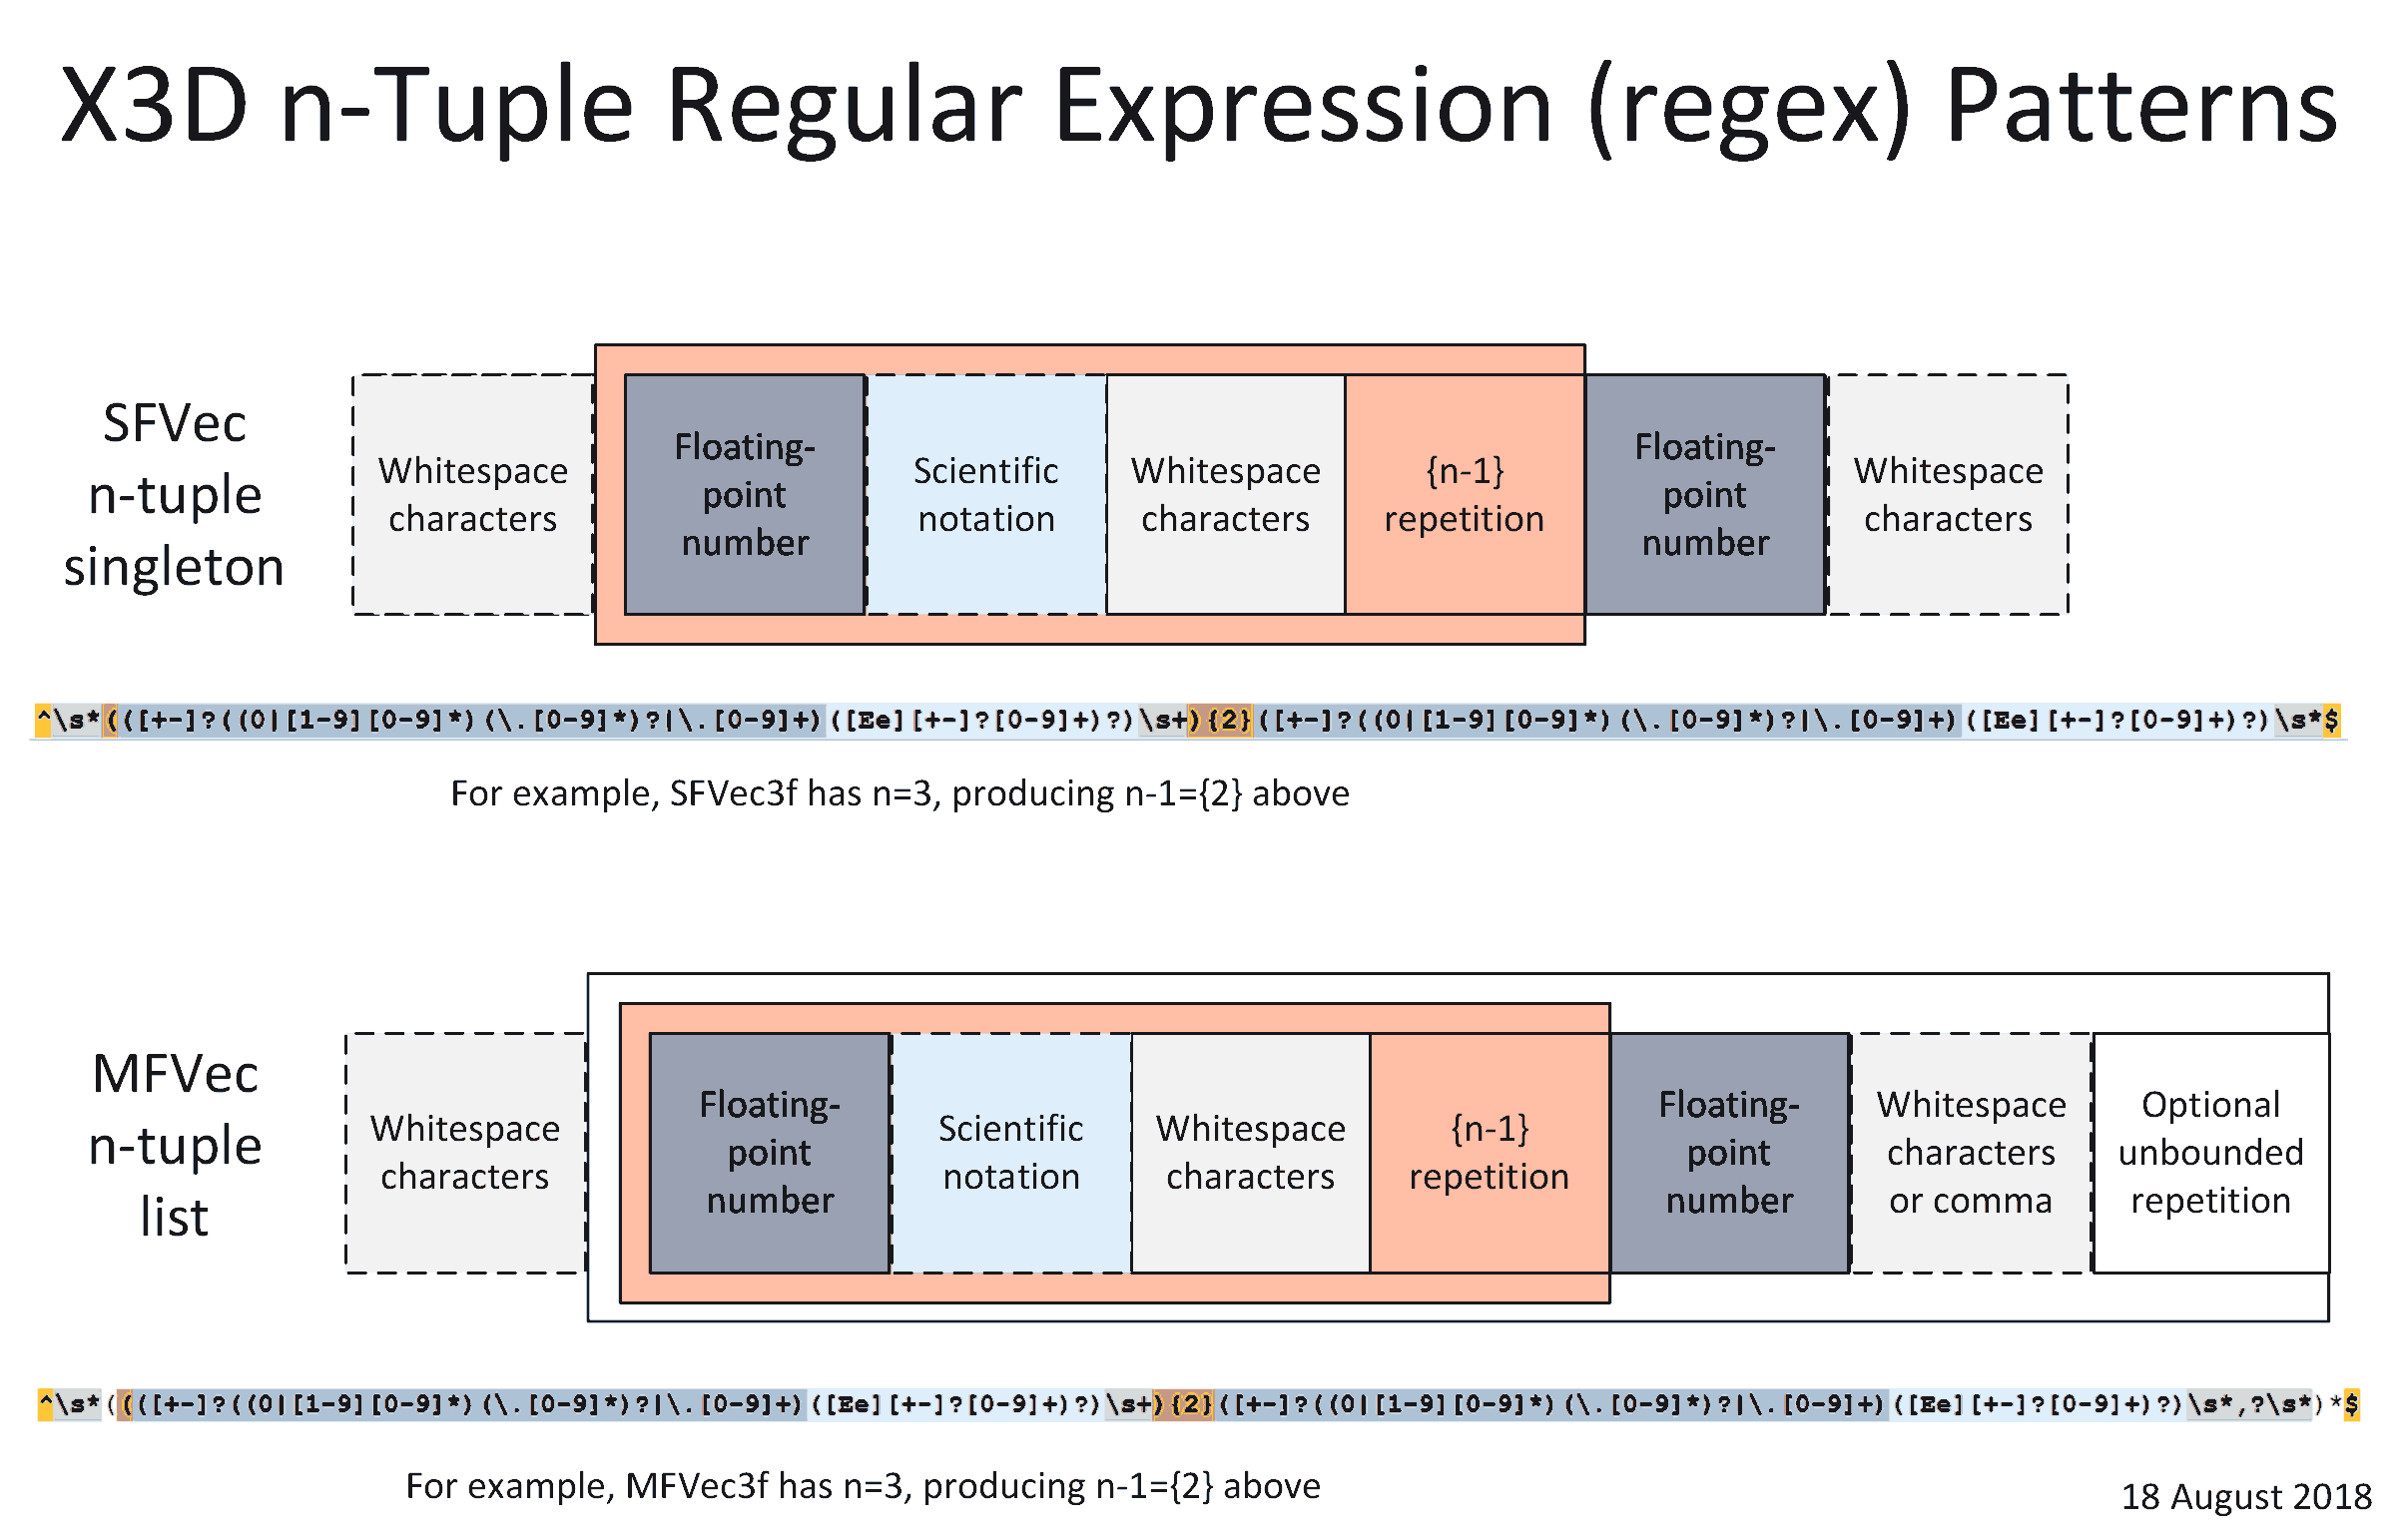 X3D n-Tuple Regular Expression (regex) Patterns
SFVec
n-tuple
singleton
Whitespace
characters
Floating-
point
number
Scientific
notation
Whitespace
characters
{n-1}
repetition
Floating-
point
number
Whitespace
characters
^\s*(([+-]?((0|[1-9][0-9]*)(\.[0-9]*)?|\.[0-9]+)([Ee][+-]?[0-9]+)?)\s+){2}([+-]?((0|[1-9][0-9]*)(\.[0-9]*)?|\.[0-9]+)([Ee][+-]?[0-9]+)?)\s*$
For example, SFVec3f has n=3, producing n-1={2} above
MFVec
n-tuple
list
Whitespace
characters
Floating-
point
number
Scientific
notation
Whitespace
characters
{n-1}
repetition
Floating-
point
number
Whitespace
characters
or comma
Optional
unbounded
repetition
^\s*((([+-]?((0|[1-9][0-9]*)(\.[0-9]*)?|\.[0-9]+)([Ee][+-]?[0-9]+)?)\s+){2}([+-]?((0|[1-9][0-9]*)(\.[0-9]*)?|\.[0-9]+)([Ee][+-]?[0-9]+)?)\s*,?\s*)*$
For example, MFVec3f has n=3, producing n-1={2} above
18 August 2018